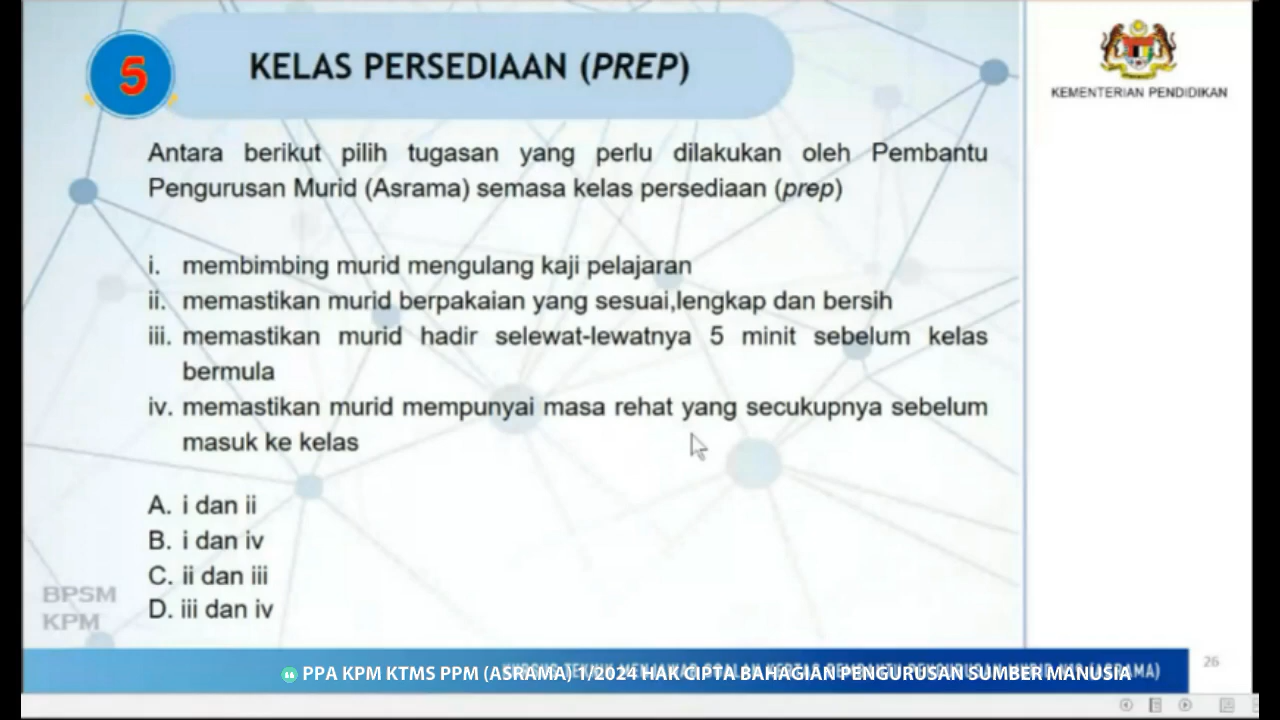 5
KELAS PERSEDIAAN (PREP)
KEMENTERIAN PENDIDIKAN
Antara berikut pilih tugasan yang perlu dilakukan oleh Pembantu
Pengurusan Murid (Asrama) semasa kelas persediaan (prep)
i. membimbing murid mengulang kaji pelajaran
ii. memastikan murid berpakaian yang sesuai,lengkap dan bersih
iii. memastikan murid hadir selewat-lewatnya 5 minit sebelum kelas
bermula
iv. memastikan murid mempunyai masa rehat yang secukupnya sebelum
masuk ke kelas
A. i dan ii
B. i dan iv
C. ii dan iii
D. iii dan iv
BPSM
KPM
PPA KPM KTMS PPM (ASRAMA) 1/2024 HAK CIPTA BAHAGIAN PENGURUSAN SUMBER MANUSIA
26